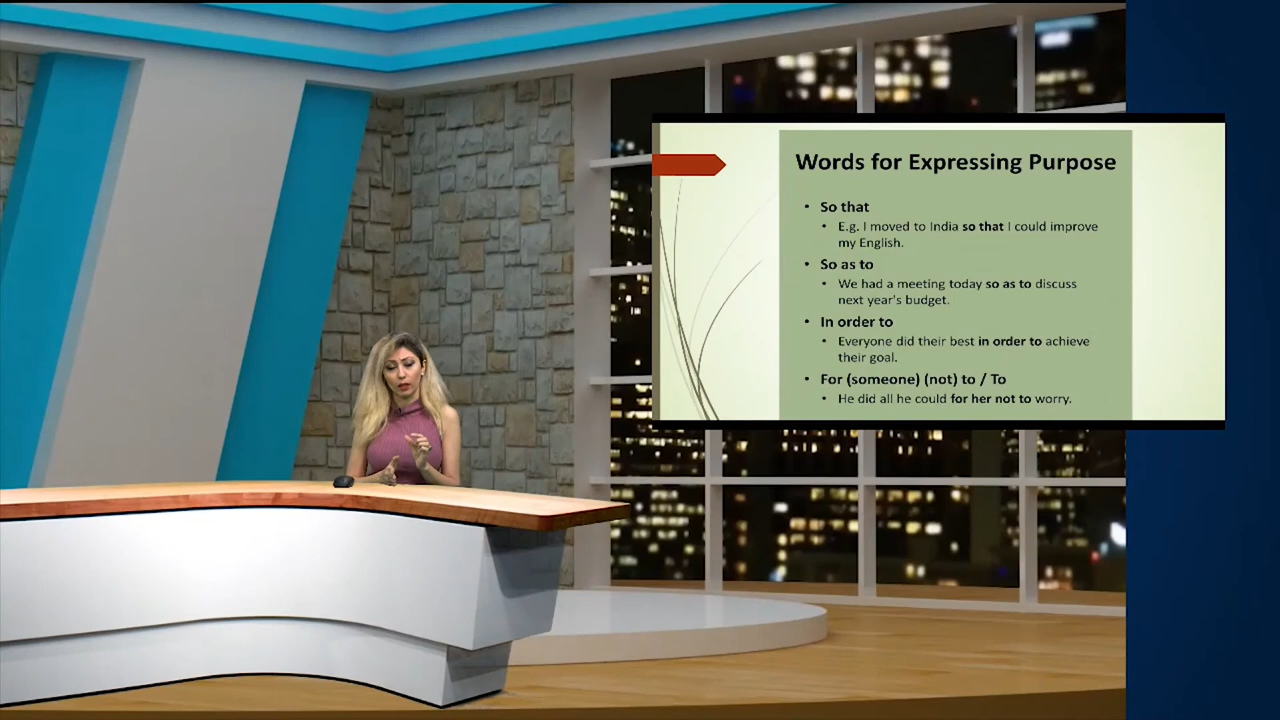 Words for Expressing Purpose
• So that
• E.g. I moved to India so that I could improve
my English.
• So as to
• We had a meeting today so as to discuss
next year's budget.
• In order to
• Everyone did their best in order to achieve
their goal.
• For (someone) (not) to / To
• He did all he could for her not to worry.